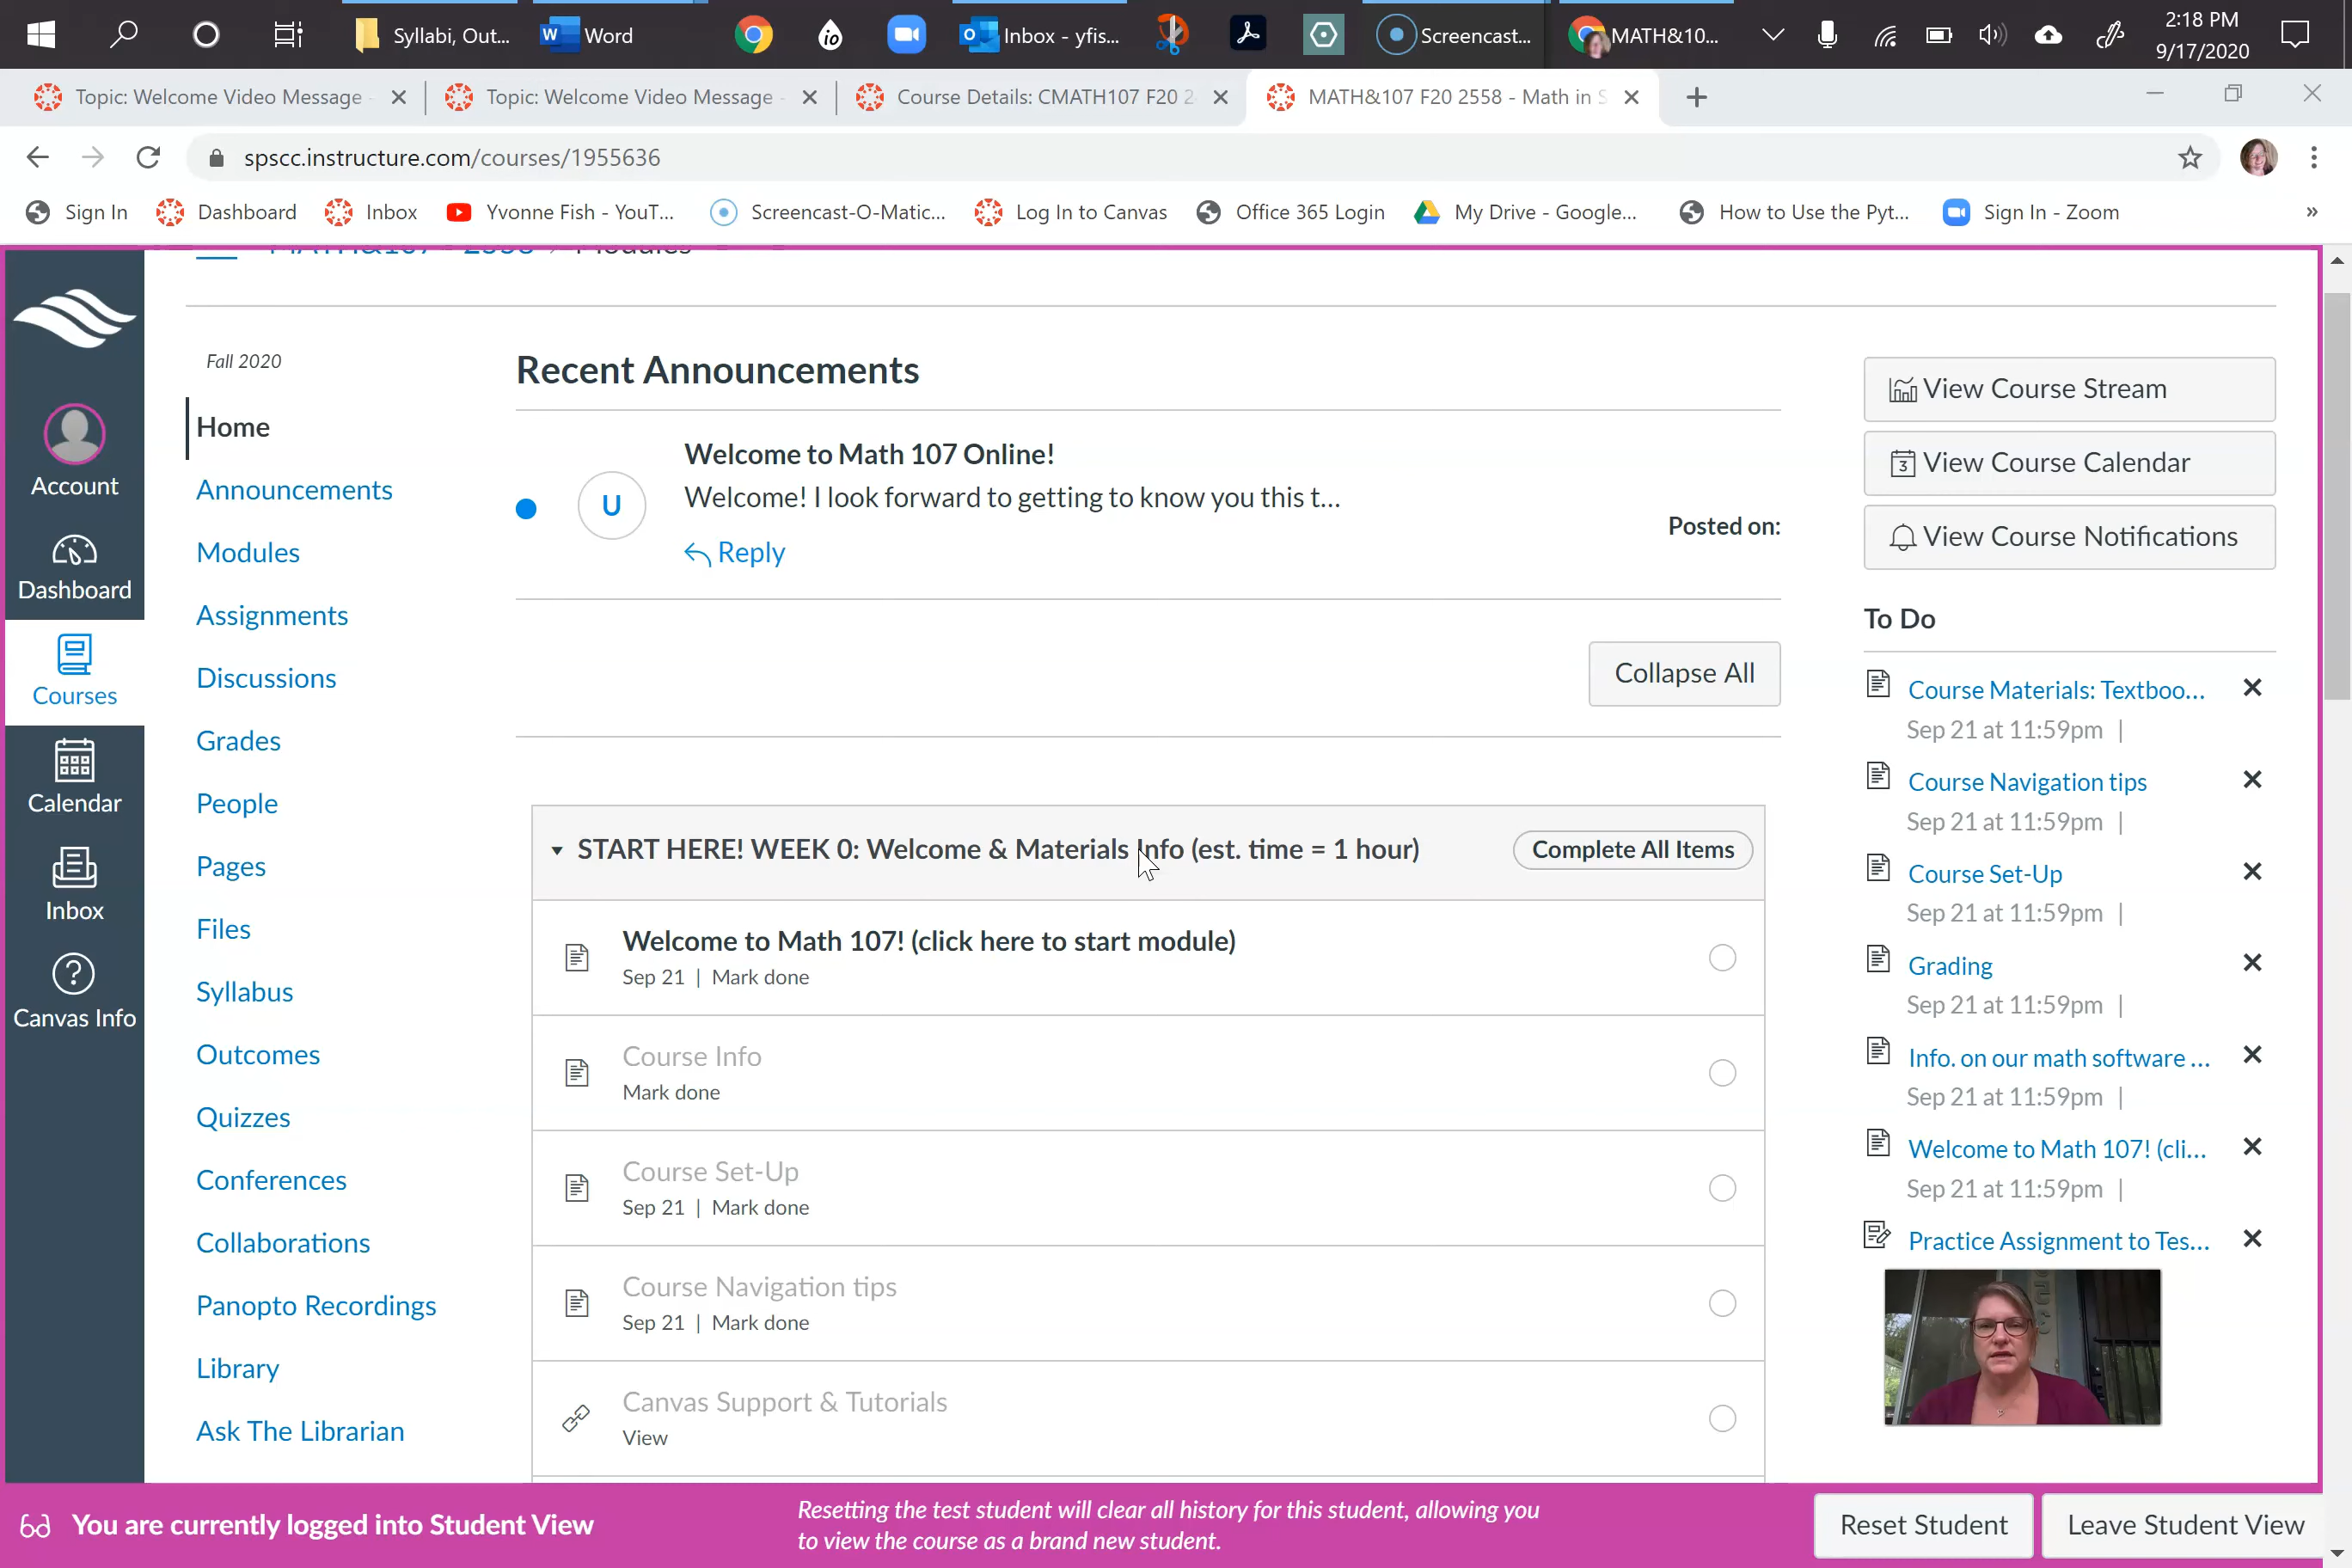 Syllabi, Out...
Word
io
Inbox - yfis...
Screencast...
MATH&10...
2:18 PM
9/17/2020
Topic: Welcome Video Message
Topic: Welcome Video Message
Course Details: CMATH107 F20 2
MATH&107 F20 2558 - Math in S
spscc.instructure.com/courses/1955636
Sign In
Dashboard
Inbox
Yvonne Fish - YouT...
Screencast-O-Matic...
Log In to Canvas
Office 365 Login
My Drive - Google...
How to Use the Pyt...
Sign In - Zoom
»
MATH&107 - 2558 › Modules
Account
Dashboard
Courses
Calendar
Inbox
Canvas Info
Fall 2020
Home
Announcements
Modules
Assignments
Discussions
Grades
People
Pages
Files
Syllabus
Outcomes
Quizzes
Conferences
Collaborations
Panopto Recordings
Library
Ask The Librarian
Recent Announcements
U
Welcome to Math 107 Online!
Welcome! I look forward to getting to know you this t...
Reply
Posted on:
Collapse All
START HERE! WEEK 0: Welcome & Materials Info (est. time = 1 hour)
Complete All Items
Welcome to Math 107! (click here to start module)
Sep 21 | Mark done
Course Info
Mark done
Course Set-Up
Sep 21 | Mark done
Course Navigation tips
Sep 21 | Mark done
Canvas Support & Tutorials
View
View Course Stream
3
View Course Calendar
View Course Notifications
To Do
Course Materials: Textboo...
Sep 21 at 11:59pm |
Course Navigation tips
Sep 21 at 11:59pm |
Course Set-Up
Sep 21 at 11:59pm |
Grading
Sep 21 at 11:59pm |
Info. on our math software ...
Sep 21 at 11:59pm |
Welcome to Math 107! (cli...
Sep 21 at 11:59pm |
Practice Assignment to Tes...
You are currently logged into Student View
Resetting the test student will clear all history for this student, allowing you
to view the course as a brand new student.
Reset Student
Leave Student View